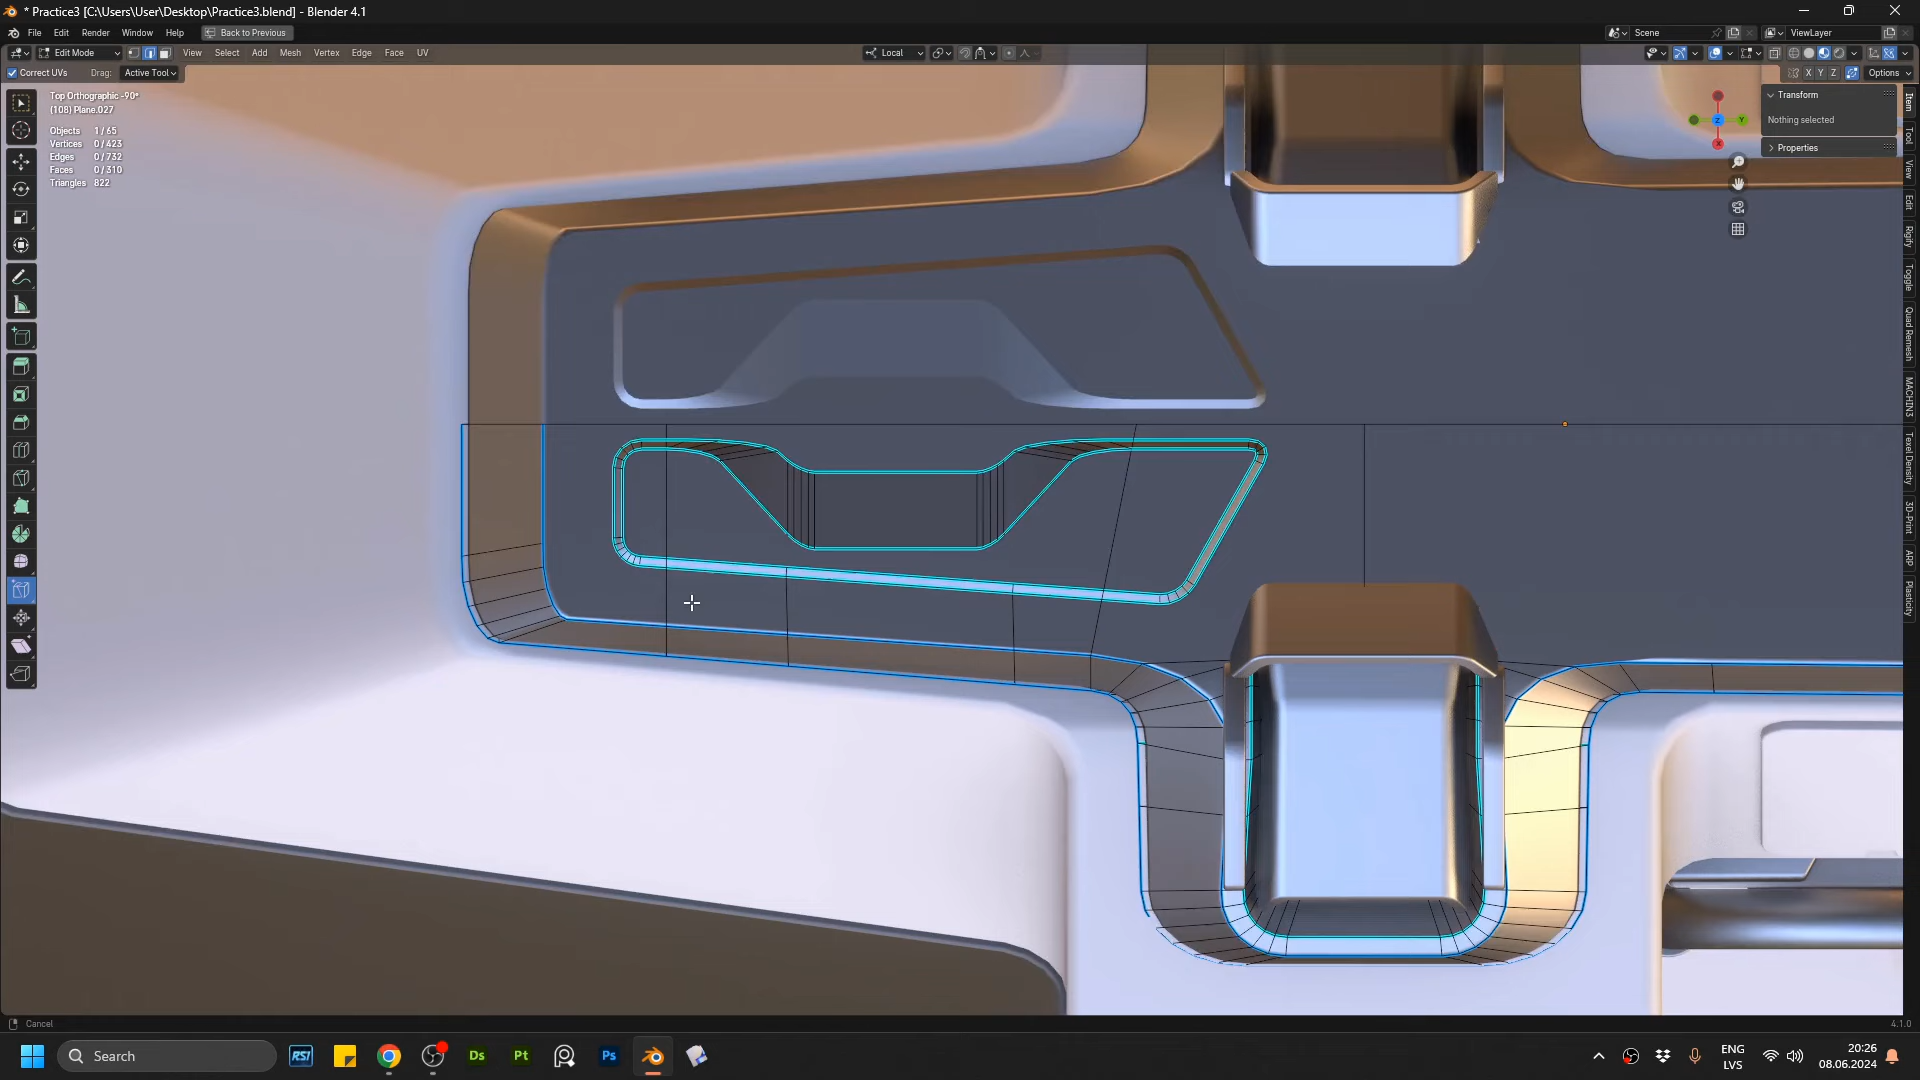 * Practice3 [C:\Users\User\Desktop\Practice3.blend] - Blender 4.1
File Edit Render Window Help Back to Previous
Scene
ViewLayer
Edit Mode View Select Add Mesh Vertex Edge Face UV
Local
Correct UVs Drag: Active Tool
X Y Z Options
Top Orthographic -90°
(108) Plane.027
Objects 1/65
Vertices 0/423
Edges 0/732
Faces 0/310
Triangles 822
Transform
Nothing selected
Properties
Z
Y
X
Item
Tool
View
Edit
Rigify
Toggle
Quad Remesh
MACHIN3
Texel Density
3D-Print
ARP
Plasticity
Cancel
4.1.0
Search
RSI
Ds
Pt
Ps
ENG
LVS
20:26
08.06.2024